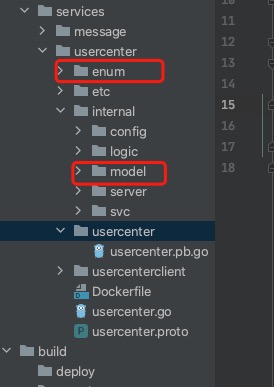 services
10
message
11
usercenter
12
enum
13
etc
14
internal
15
config
16
logic
17
model
18
server
svc
usercenter
usercenter.pb.go
usercenterclient
Dockerfile
usercenter.go
usercenter.proto
build
deploy